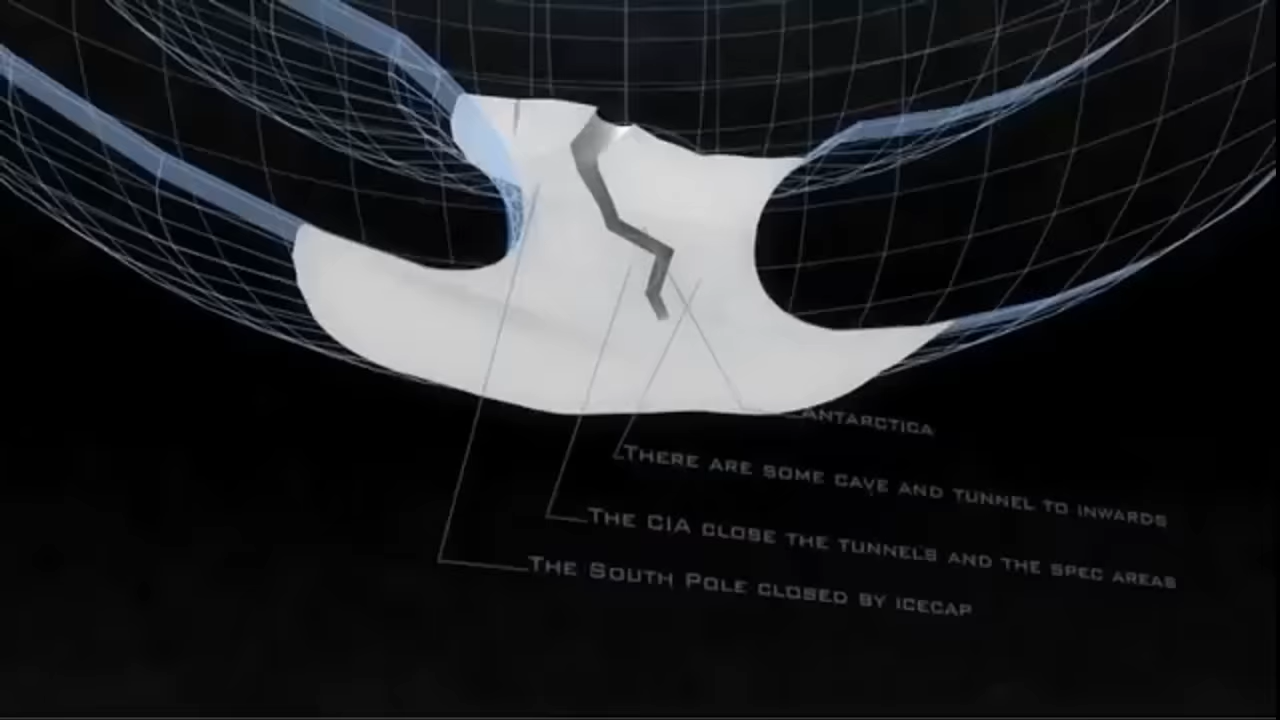 ANTARCTICA
THERE ARE SOME CAVE AND TUNNEL TO INWARDS
THE CIA CLOSE THE TUNNELS AND THE SPEC AREAS
THE SOUTH POLE CLOSED BY ICECAP